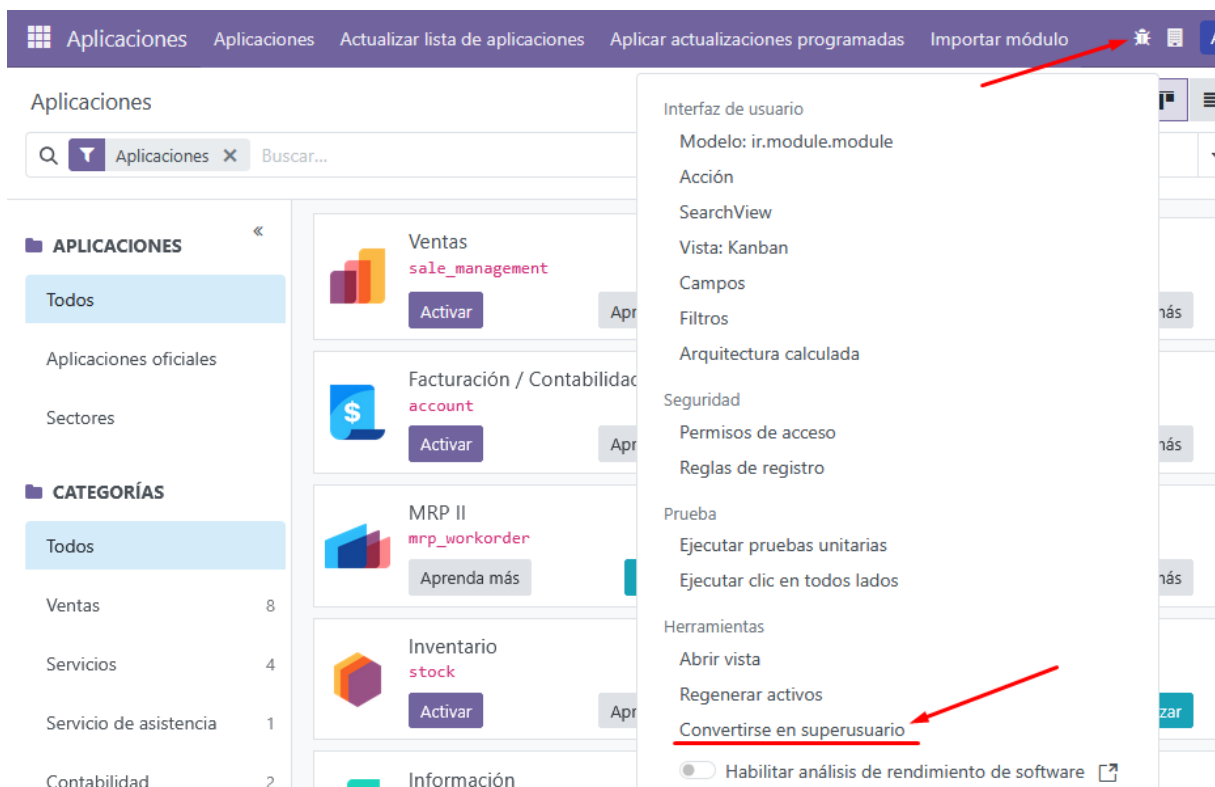 Aplicaciones Aplicaciones Actualizar lista de aplicaciones Aplicar actualizaciones programadas Importar módulo
Aplicaciones
Aplicaciones Buscar...
APLICACIONES
Todos
Aplicaciones oficiales
Sectores
CATEGORÍAS
Todos
Ventas 8
Servicios 4
Servicio de asistencia 1
Contabilidad 2
Ventas
sale_management
Activar
Facturación / Contabilidad
account
Activar
MRP II
mrp_workorder
Aprenda más
Inventario
stock
Activar
Información
Interfaz de usuario
Modelo: ir.module.module
Acción
SearchView
Vista: Kanban
Campos
Filtros
Arquitectura calculada
Seguridad
Permisos de acceso
Reglas de registro
Prueba
Ejecutar pruebas unitarias
Ejecutar clic en todos lados
Herramientas
Abrir vista
Regenerar activos
Convertirse en superusuario
Habilitar análisis de rendimiento de software